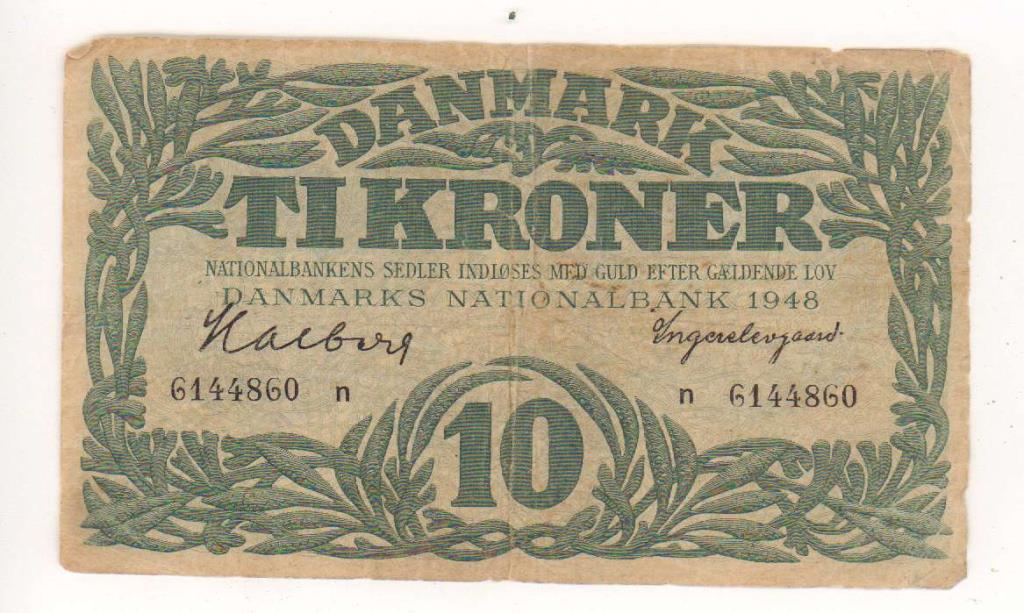 DANMARK
TI KRONER
NATIONALBANKENS SEDLER INDLØSES MED GULD EFTER GÆLDENDE LOV
DANMARKS NATIONALBANK 1948
Halberg Ingerslevgaard
6144860 n n 6144860
10